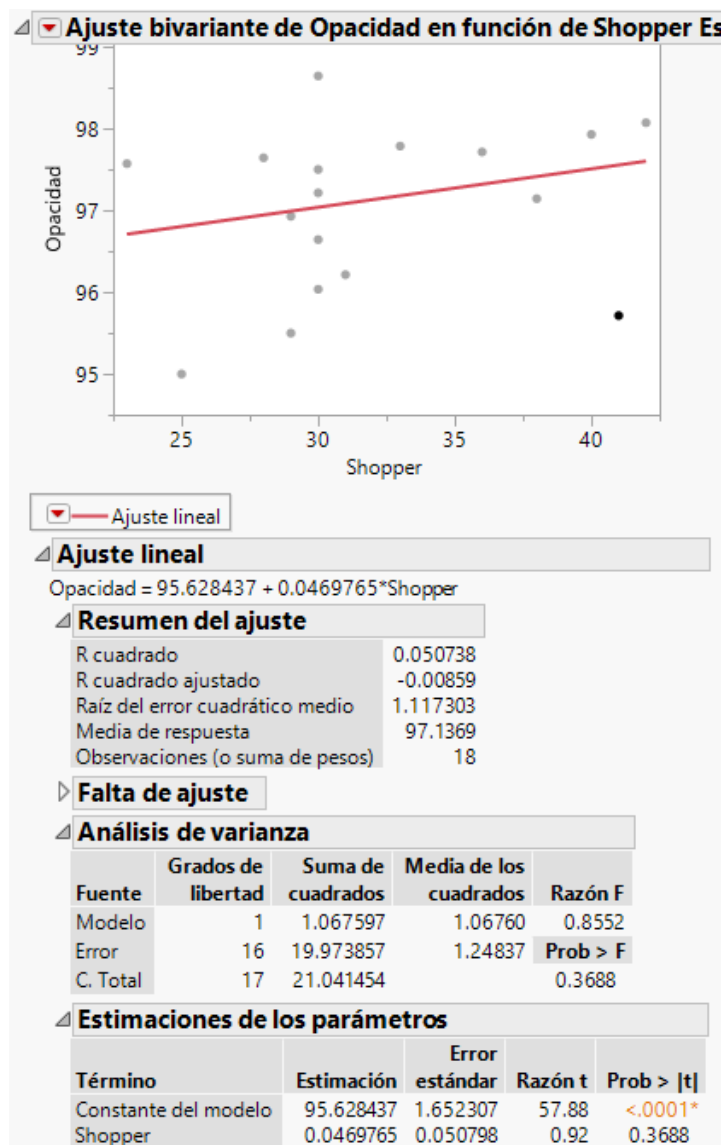 Ajuste bivariante de Opacidad en función de Shopper Es
99
98
97
96
95
Opacidad
25 30 35 40
Shopper
Ajuste lineal
Ajuste lineal
Opacidad = 95.628437 + 0.0469765*Shopper
Resumen del ajuste
R cuadrado 0.050738
R cuadrado ajustado -0.00859
Raíz del error cuadrático medio 1.117303
Media de respuesta 97.1369
Observaciones (o suma de pesos) 18
Falta de ajuste
Análisis de varianza
Grados de Suma de Media de los
Fuente libertad cuadrados cuadrados Razón F
Modelo 1 1.067597 1.06760 0.8552
Error 16 19.973857 1.24837 Prob > F
C. Total 17 21.041454 0.3688
Estimaciones de los parámetros
Error
Término Estimación estándar Razón t Prob > |t|
Constante del modelo 95.628437 1.652307 57.88 <.0001*
Shopper 0.0469765 0.050798 0.92 0.3688